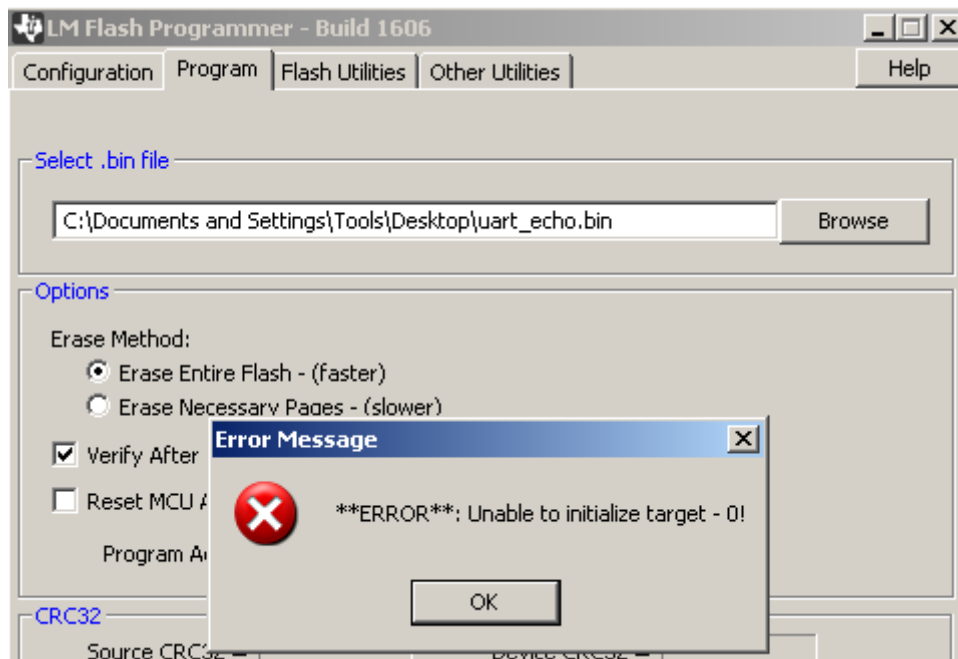 LM Flash Programmer - Build 1606
Configuration Program Flash Utilities Other Utilities Help
Select .bin file
C:\Documents and Settings\Tools\Desktop\uart_echo.bin Browse
Options
Erase Method:
Erase Entire Flash - (faster)
Erase Necessary Pages - (slower)
Error Message
Verify After
**ERROR**: Unable to initialize target - 0!
Reset MCU
Program
OK
CRC32
Source CRC32 =
Device CRC32 =